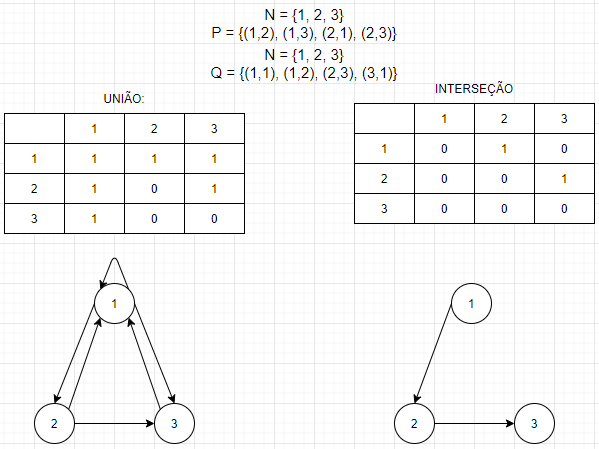 N = {1, 2, 3}
P = {(1,2), (1,3), (2,1), (2,3)}
N = {1, 2, 3}
Q = {(1,1), (1,2), (2,3), (3,1)}
UNIÃO:
1 2 3
1 1 1 1
2 1 0 1
3 1 0 0
INTERSEÇÃO
1 2 3
1 0 1 0
2 0 0 1
3 0 0 0
1
2 3
1
2 3